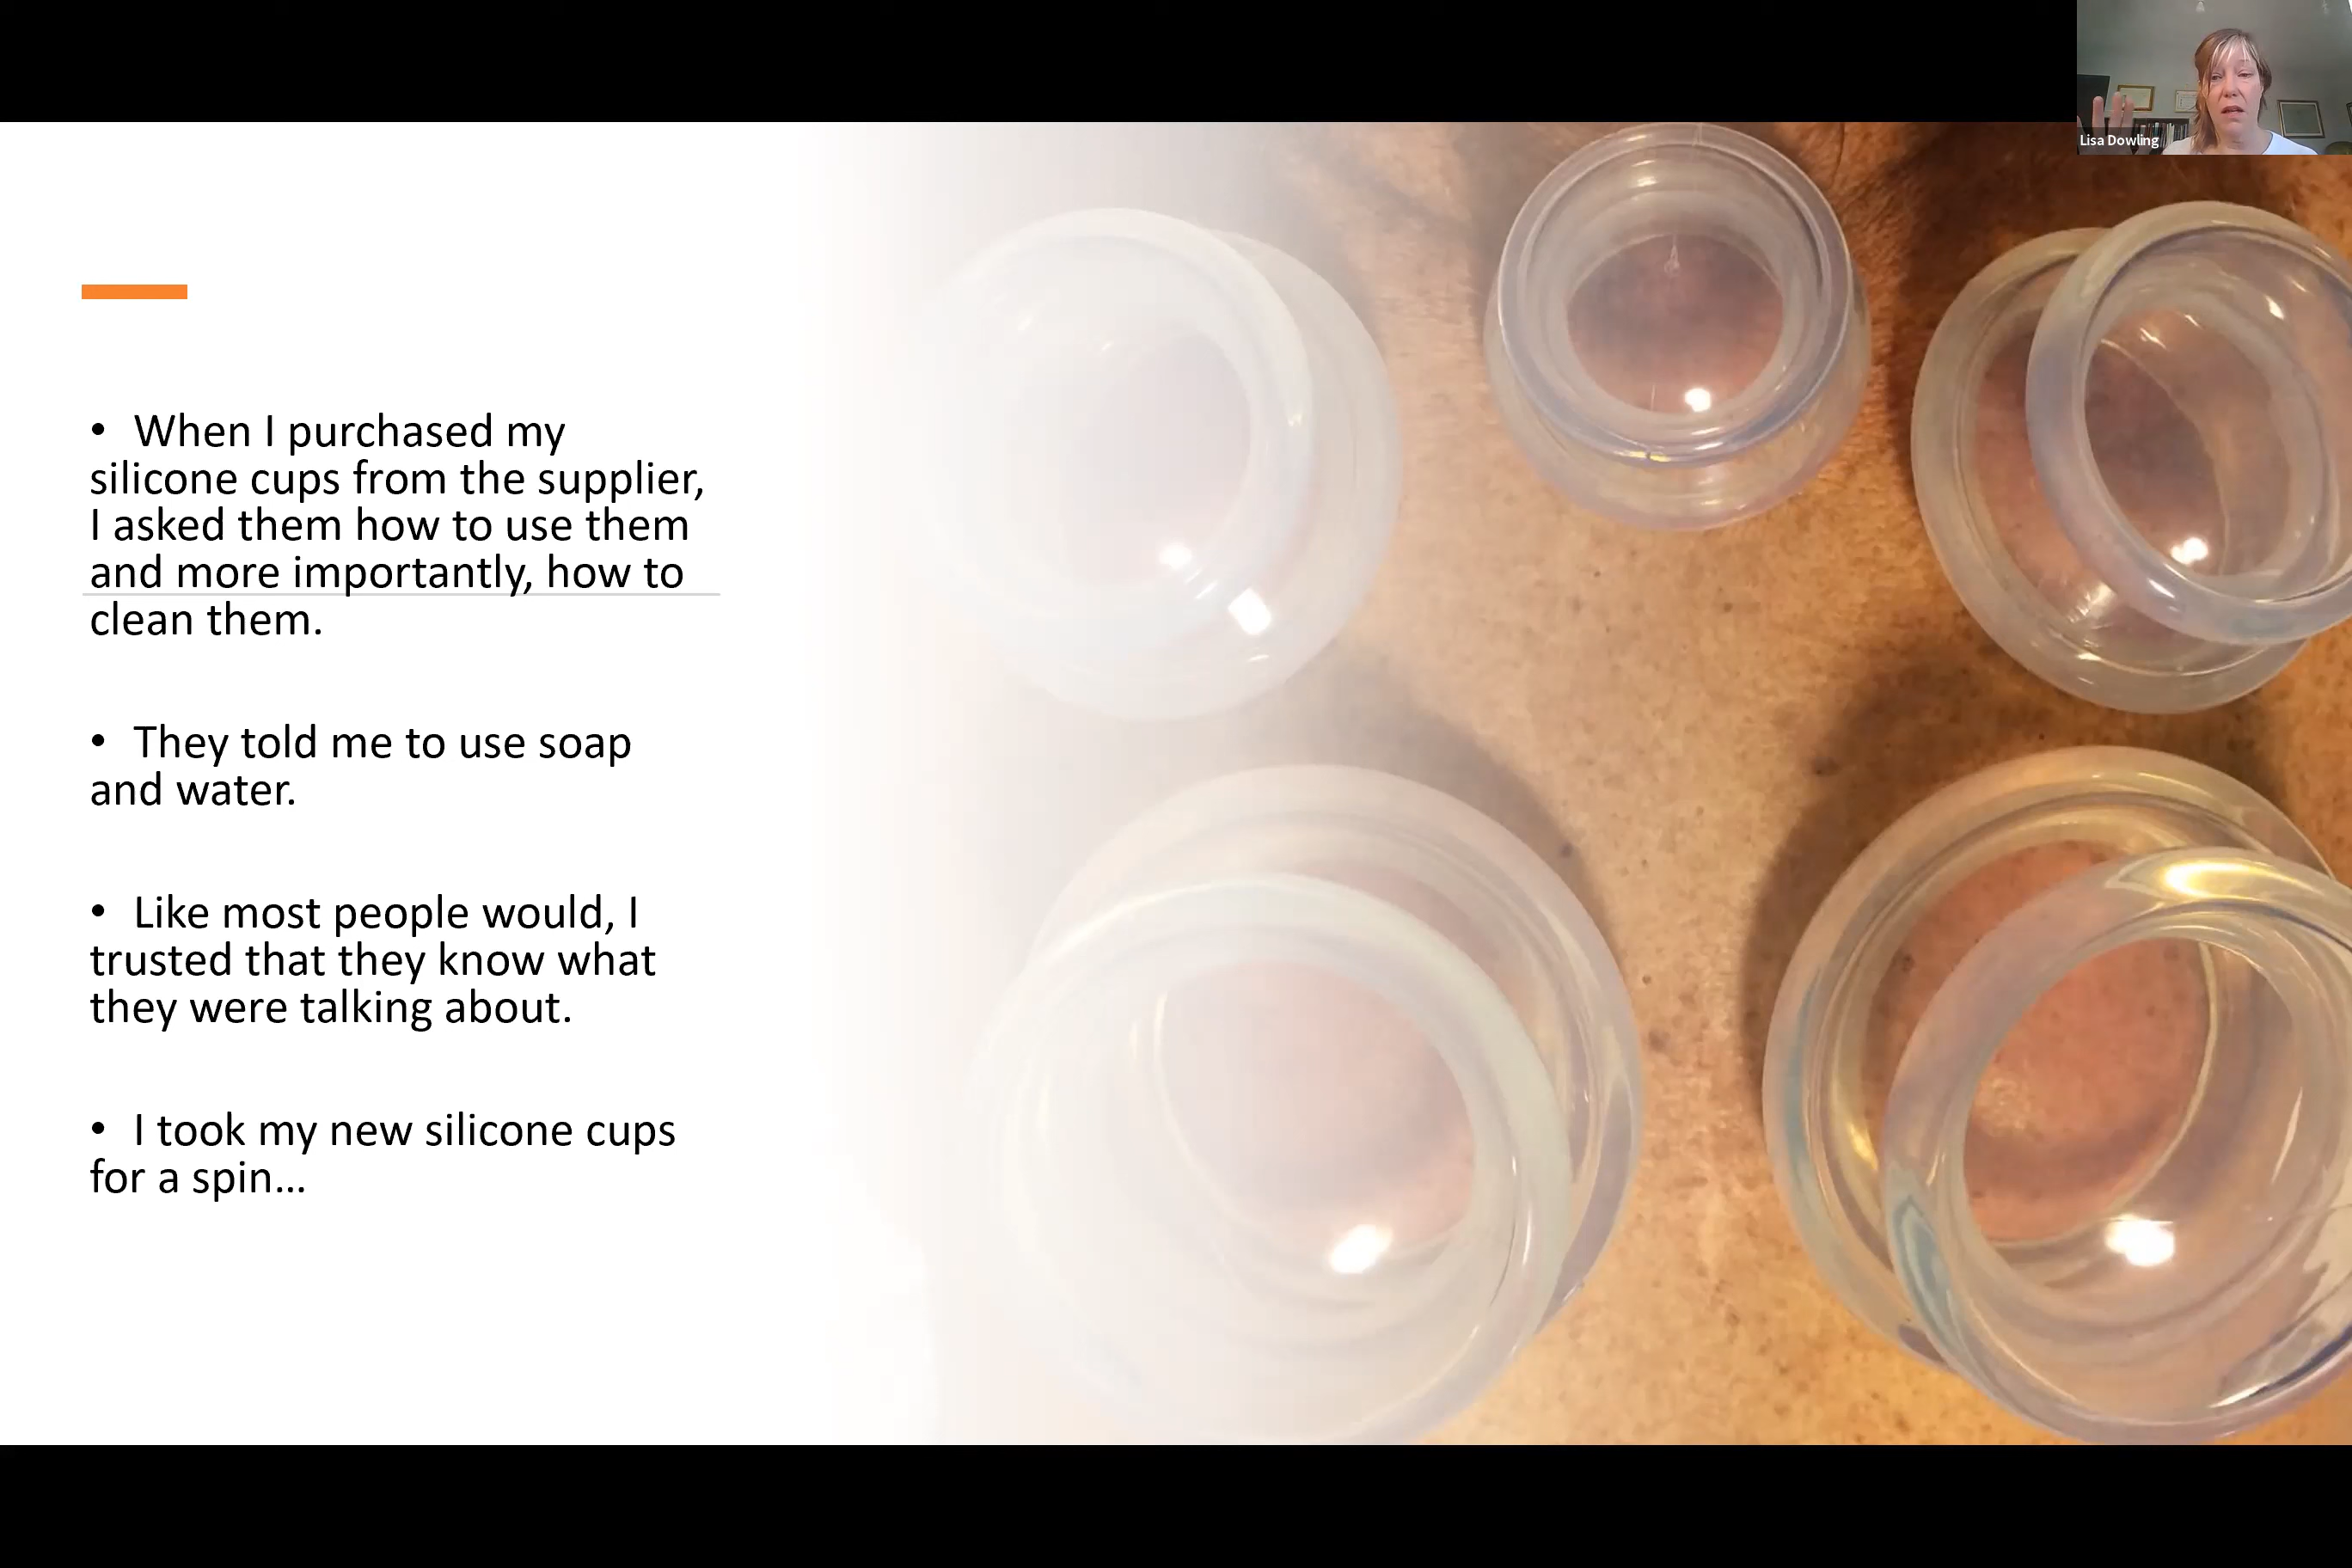 Lisa Dowling
• When I purchased my
silicone cups from the supplier,
I asked them how to use them
and more importantly, how to
clean them.
• They told me to use soap
and water.
• Like most people would, I
trusted that they know what
they were talking about.
• I took my new silicone cups
for a spin...